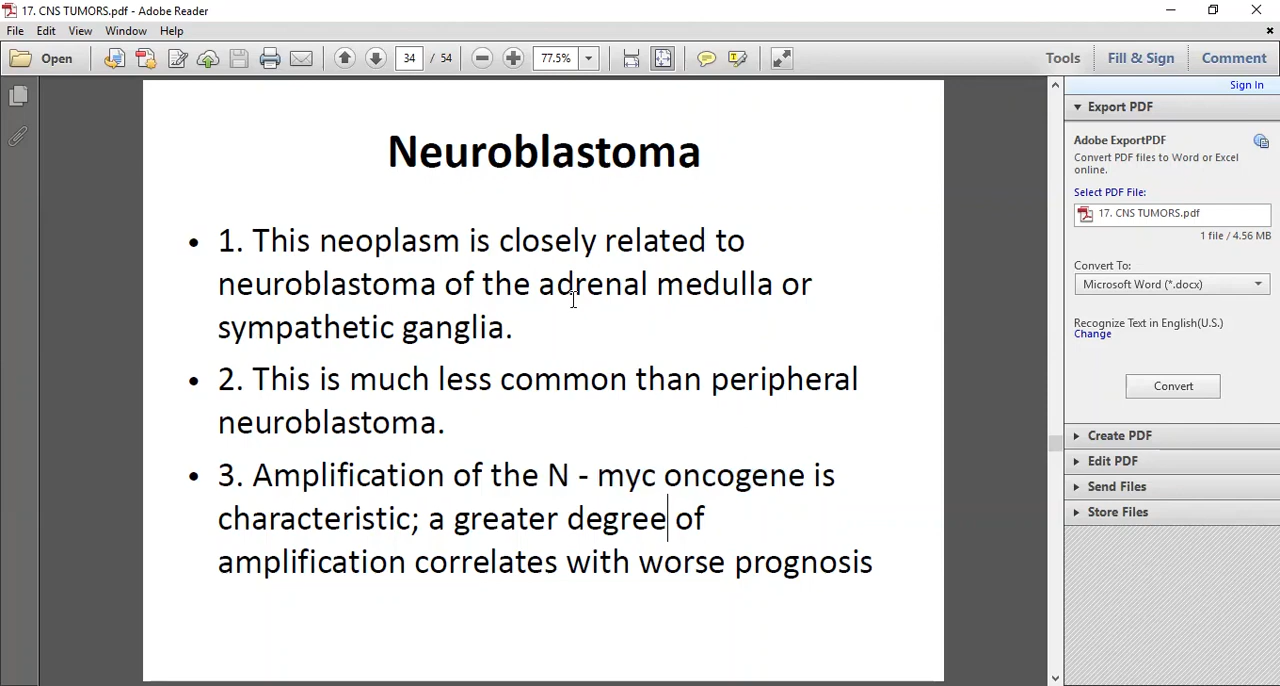 17. CNS TUMORS.pdf - Adobe Reader
File Edit View Window Help
Open 34 / 54 77.5% Tools Fill & Sign Comment
Sign In
Neuroblastoma
• 1. This neoplasm is closely related to
neuroblastoma of the adrenal medulla or
sympathetic ganglia.
• 2. This is much less common than peripheral
neuroblastoma.
• 3. Amplification of the N - myc oncogene is
characteristic; a greater degree of
amplification correlates with worse prognosis
Export PDF
Adobe ExportPDF
Convert PDF files to Word or Excel
online.
Select PDF File:
17. CNS TUMORS.pdf
1 file / 4.56 MB
Convert To:
Microsoft Word (*.docx)
Recognize Text in English(U.S.)
Change
Convert
Create PDF
Edit PDF
Send Files
Store Files